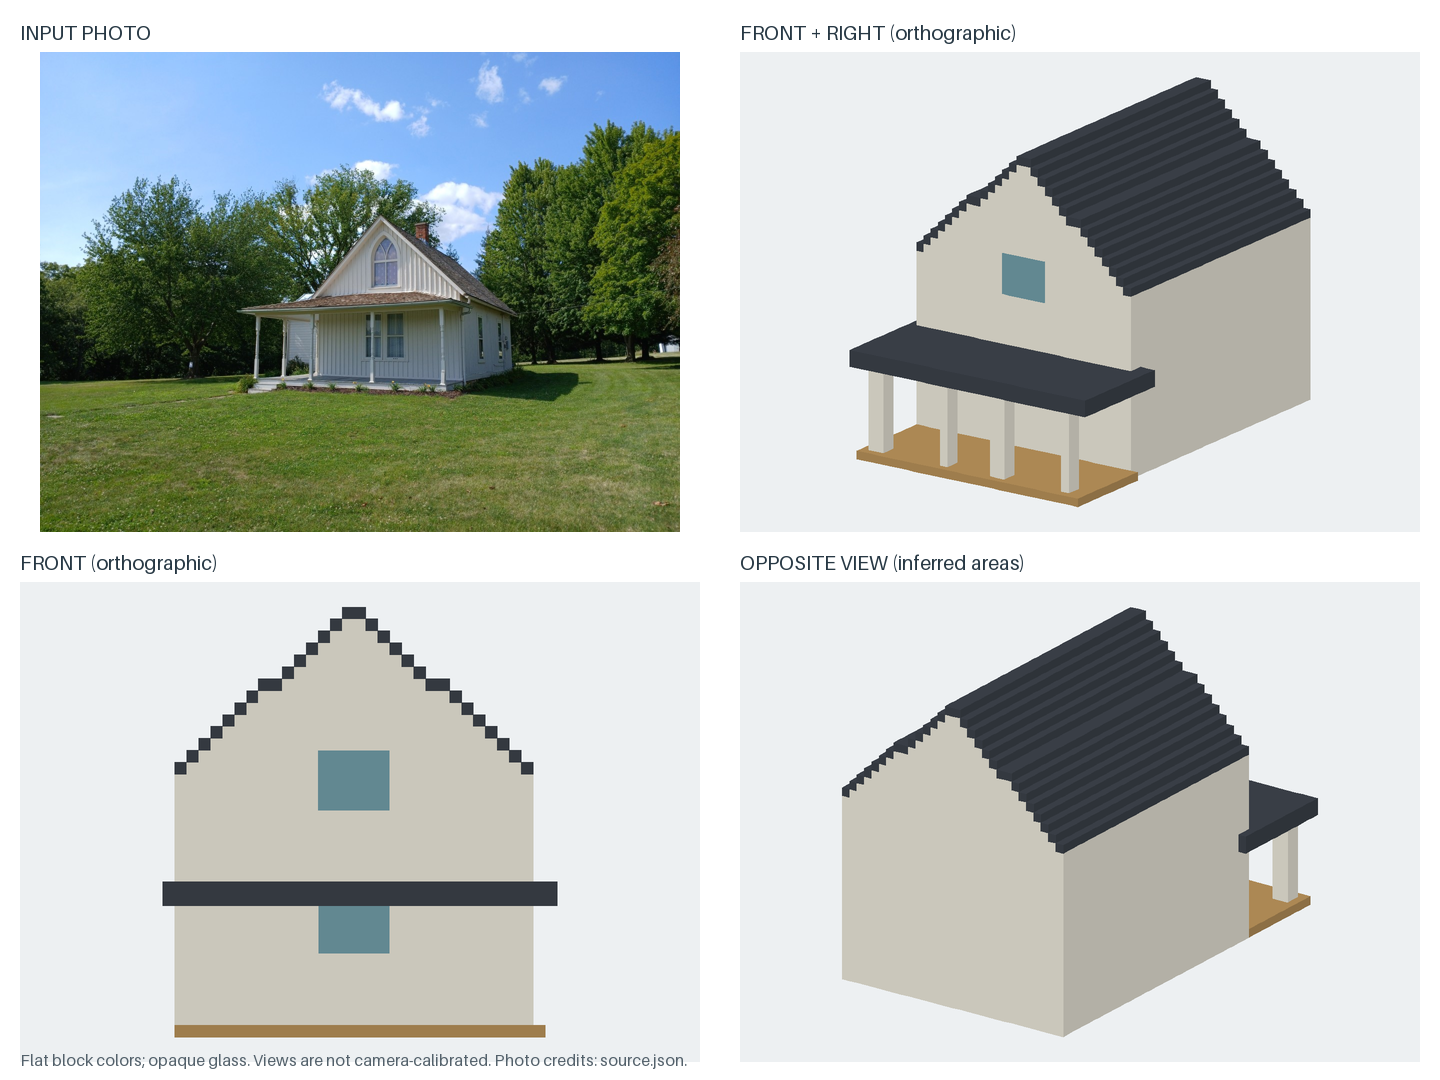 INPUT PHOTO
FRONT + RIGHT (orthographic)
FRONT (orthographic)
OPPOSITE VIEW (inferred areas)
Flat block colors; opaque glass. Views are not camera-calibrated. Photo credits: source.json.